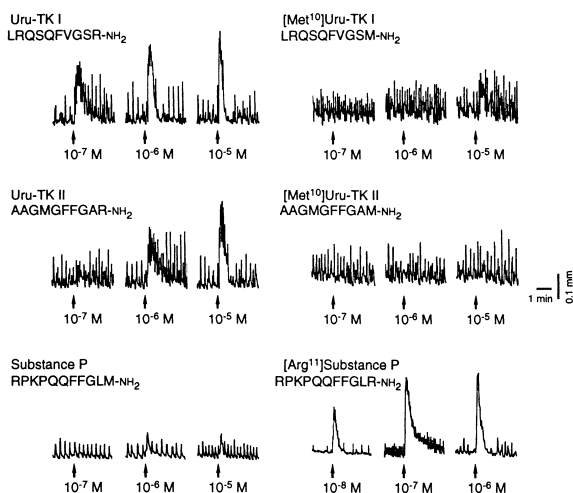 Uru-TK I
LRQSQFVGSR-NH2
10-7 M 10-6 M 10-5 M
[Met10]Uru-TK I
LRQSQFVGSM-NH2
10-7 M 10-6 M 10-5 M
Uru-TK II
AAGMGFFGAR-NH2
10-7 M 10-6 M 10-5 M
[Met10]Uru-TK II
AAGMGFFGAM-NH2
10-7 M 10-6 M 10-5 M
1 min
0.1 mm
Substance P
RPKPQQFFGLM-NH2
10-7 M 10-6 M 10-5 M
[Arg11]Substance P
RPKPQQFFGLR-NH2
10-8 M 10-7 M 10-6 M